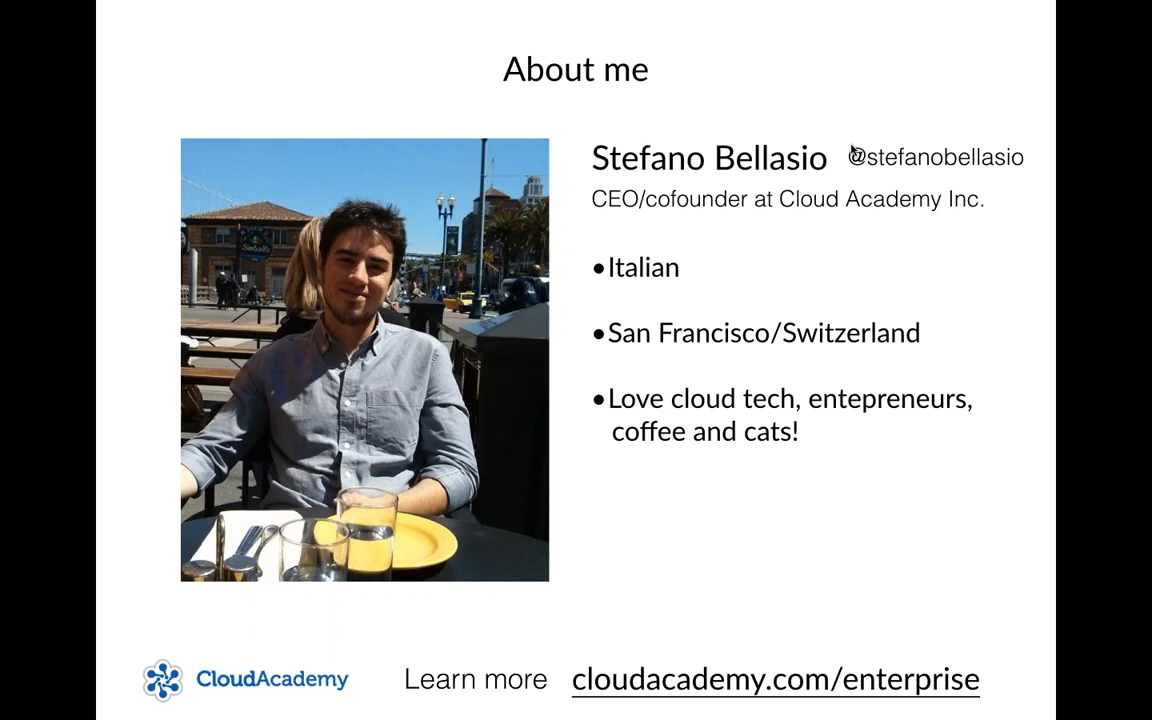 About me
Stefano Bellasio @stefanobellasio
CEO/cofounder at Cloud Academy Inc.
•Italian
•San Francisco/Switzerland
•Love cloud tech, entepreneurs,
coffee and cats!
CloudAcademy Learn more cloudacademy.com/enterprise